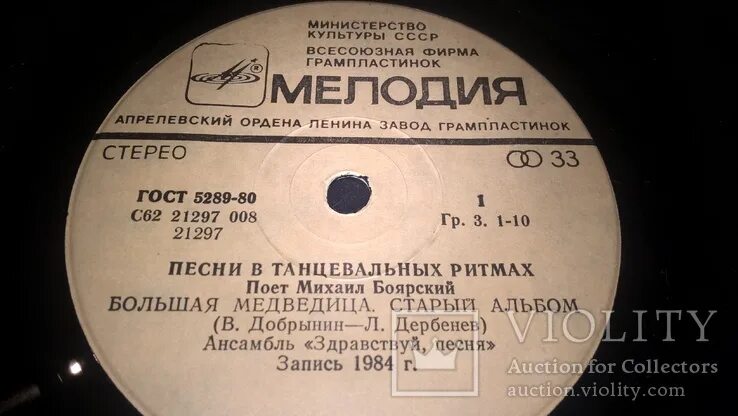 МИНИСТЕРСТВО
КУЛЬТУРЫ СССР
ВСЕСОЮЗНАЯ ФИРМА
ГРАМПЛАСТИНОК
®
МЕЛОДИЯ
АПРЕЛЕВСКИЙ ОРДЕНА ЛЕНИНА ЗАВОД ГРАМПЛАСТИНОК
СТЕРЕО
33
ГОСТ 5289-80
С62 21297 008
21297
1
Гр. 3. 1-10
ПЕСНИ В ТАНЦЕВАЛЬНЫХ РИТМАХ
Поет Михаил Боярский
БОЛЬШАЯ МЕДВЕДИЦА. СТАРЫЙ АЛЬБОМ
(В. Добрынин—Л. Дербенев)
Ансамбль «Здравствуй, песня»
Запись 1984 г.
VIOLITY
Auction for Collectors
auction.violity.com